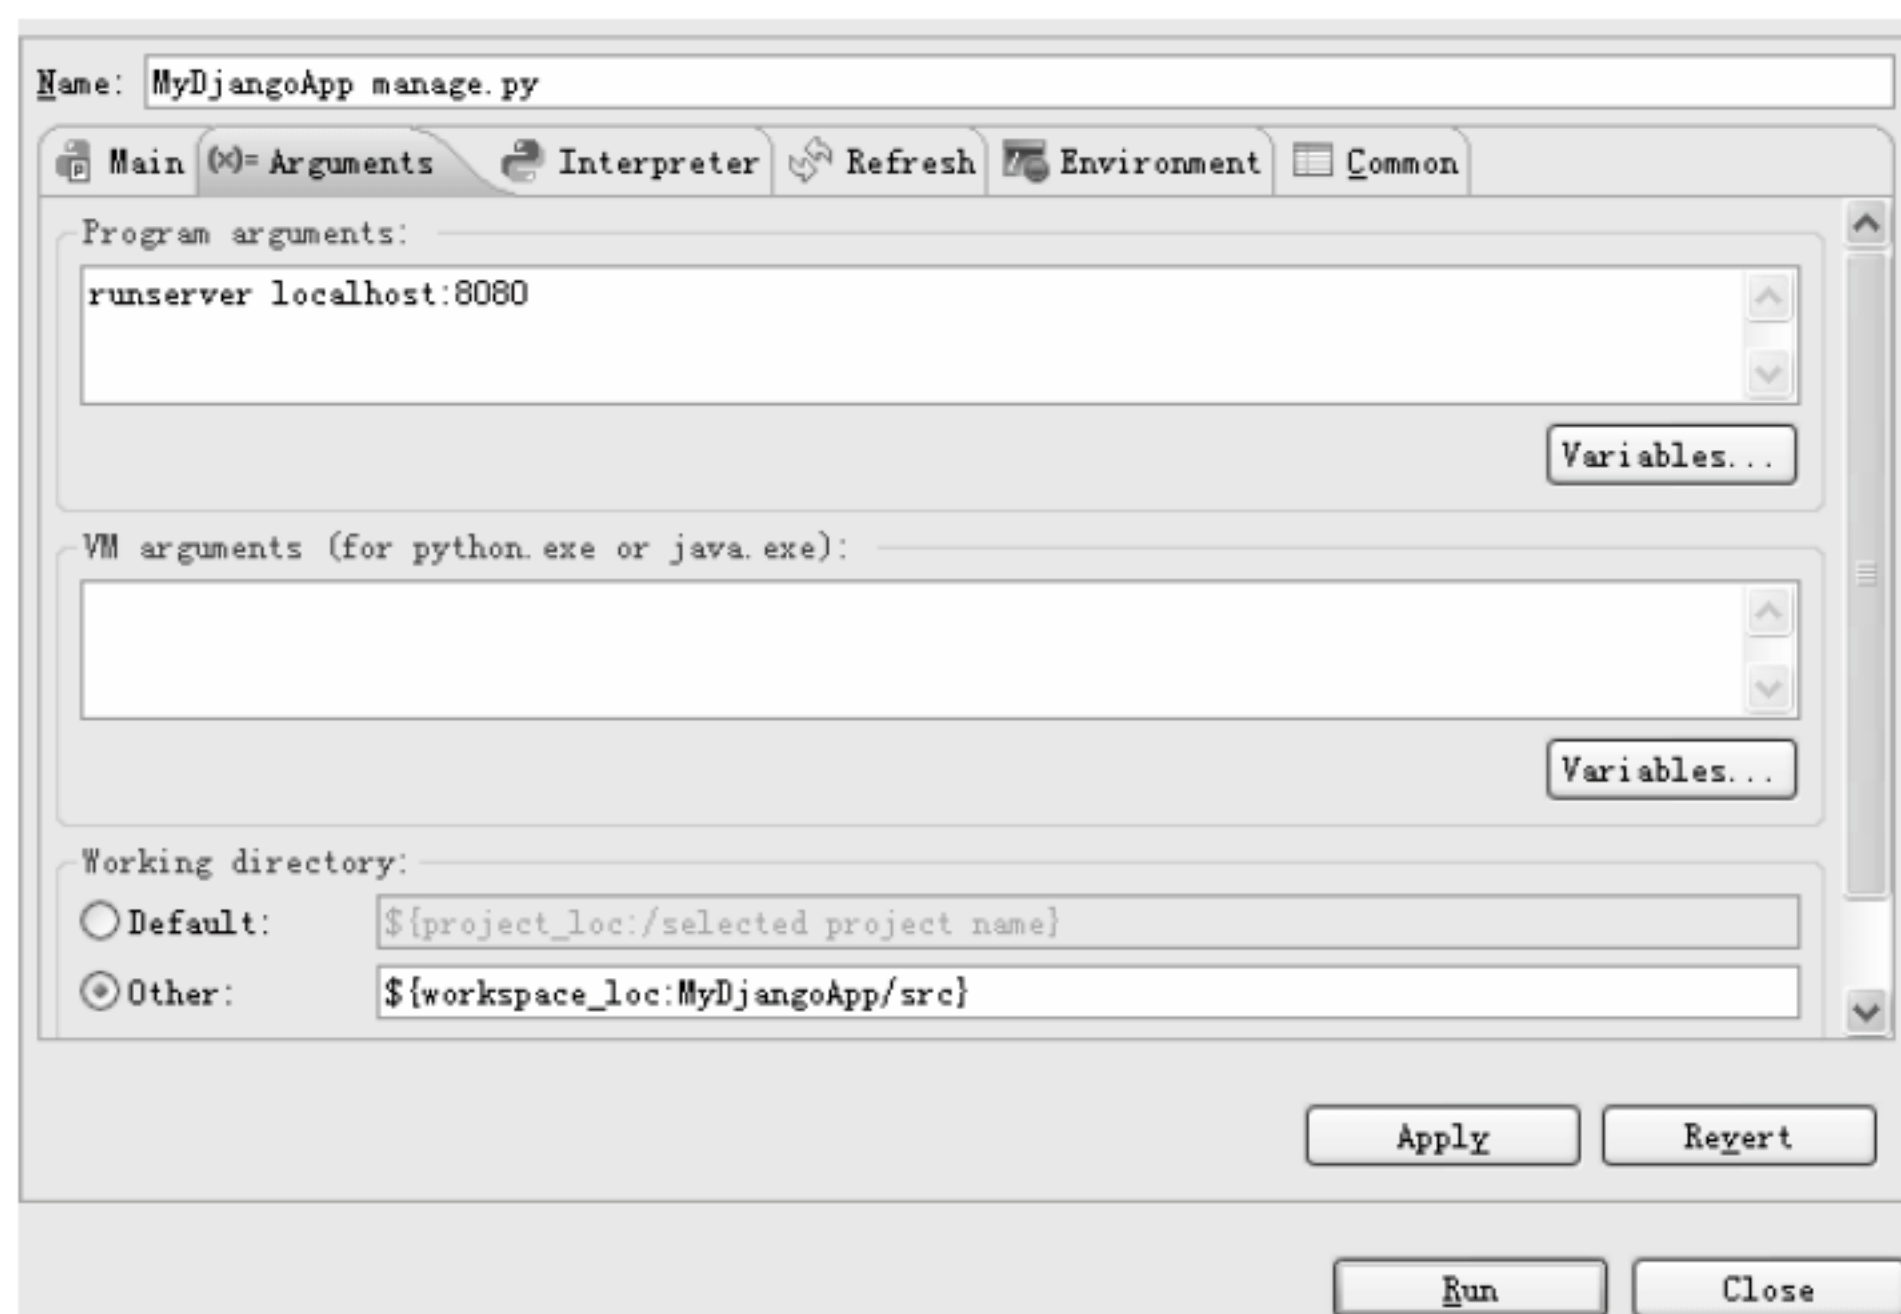 Name: MyDjangoApp manage.py
Main (x)= Arguments Interpreter Refresh Environment Common
Program arguments:
runserver localhost:8080
Variables...
VM arguments (for python.exe or java.exe):
Variables...
Working directory:
Default: ${project_loc:/selected project name}
Other: ${workspace_loc:MyDjangoApp/src}
Apply Revert
Run Close